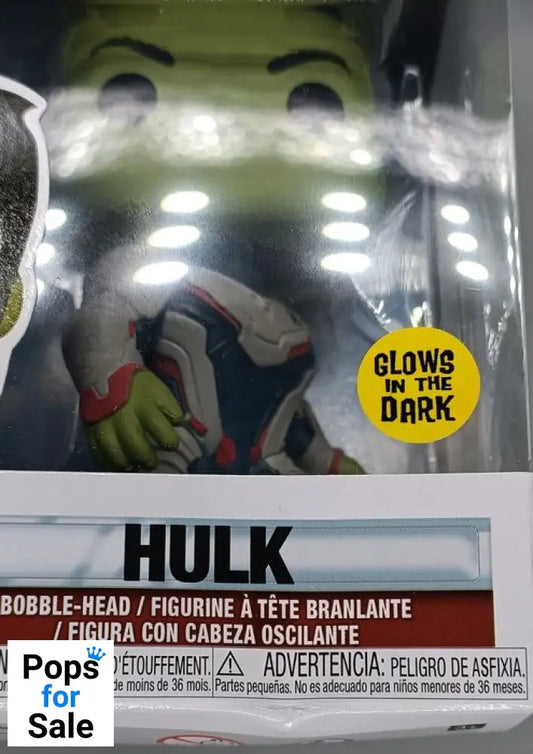 GLOWS
IN THE
DARK
HULK
BOBBLE-HEAD / FIGURINE À TÊTE BRANLANTE
/ FIGURA CON CABEZA OSCILANTE
D'ÉTOUFFEMENT. ADVERTENCIA: PELIGRO DE ASFIXIA.
de moins de 36 mois. Partes pequeñas. No es adecuado para niños menores de 36 meses.
Pops
for
Sale